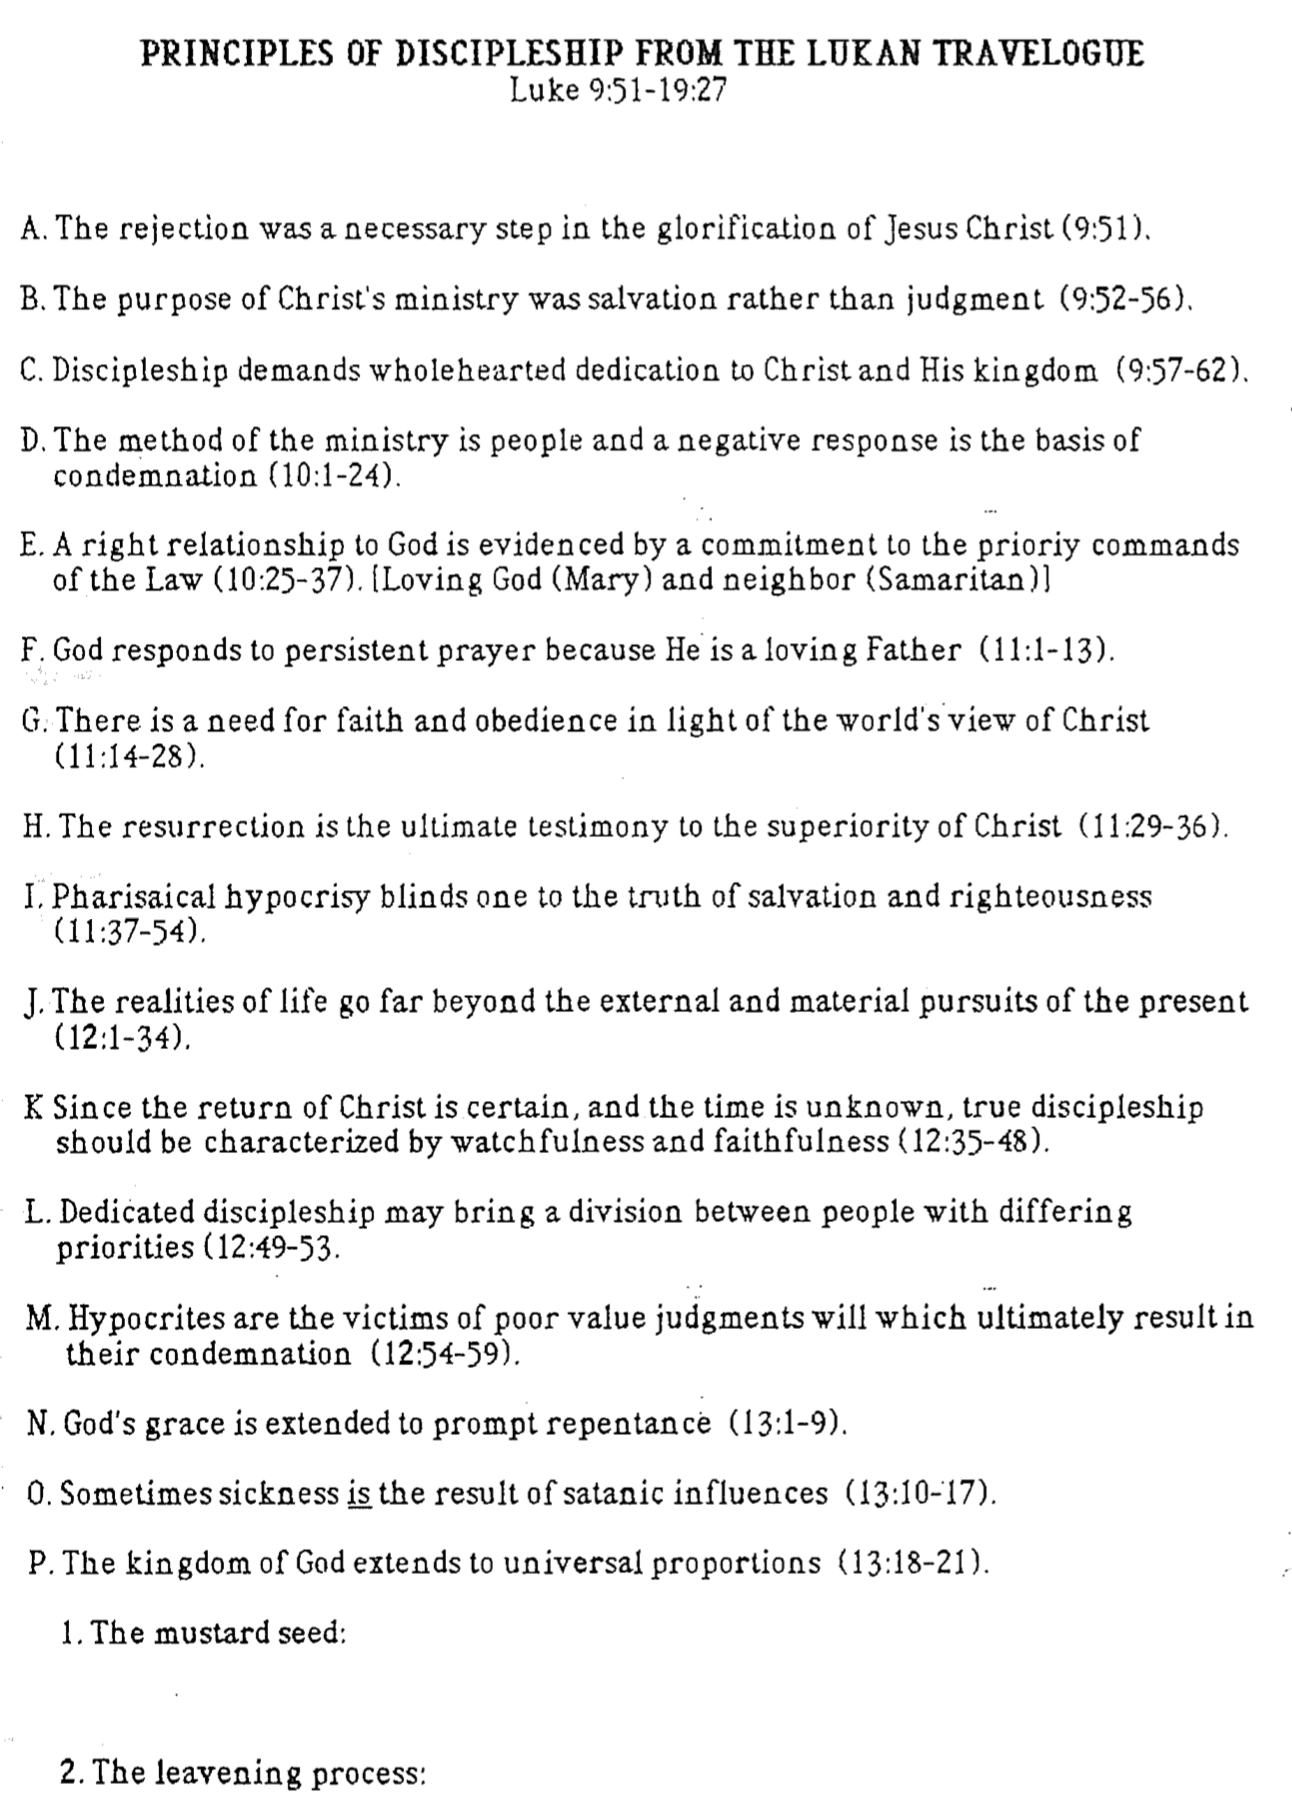 PRINCIPLES OF DISCIPLESHIP FROM THE LUKAN TRAVELOGUE
Luke 9:51-19:27
A. The rejection was a necessary step in the glorification of Jesus Christ (9:51).
B. The purpose of Christ's ministry was salvation rather than judgment (9:52-56).
C. Discipleship demands wholehearted dedication to Christ and His kingdom (9:57-62).
D. The method of the ministry is people and a negative response is the basis of
condemnation (10:1-24).
E. A right relationship to God is evidenced by a commitment to the prioriy commands
of the Law (10:25-37). [Loving God (Mary) and neighbor (Samaritan)]
F. God responds to persistent prayer because He is a loving Father (11:1-13).
G. There is a need for faith and obedience in light of the world's view of Christ
(11:14-28).
H. The resurrection is the ultimate testimony to the superiority of Christ (11:29-36).
I. Pharisaical hypocrisy blinds one to the truth of salvation and righteousness
(11:37-54).
J. The realities of life go far beyond the external and material pursuits of the present
(12:1-34).
K Since the return of Christ is certain, and the time is unknown, true discipleship
should be characterized by watchfulness and faithfulness (12:35-48).
L. Dedicated discipleship may bring a division between people with differing
priorities (12:49-53.
M. Hypocrites are the victims of poor value judgments will which ultimately result in
their condemnation (12:54-59).
N. God's grace is extended to prompt repentance (13:1-9).
O. Sometimes sickness is the result of satanic influences (13:10-17).
P. The kingdom of God extends to universal proportions (13:18-21).
1. The mustard seed:
2. The leavening process: